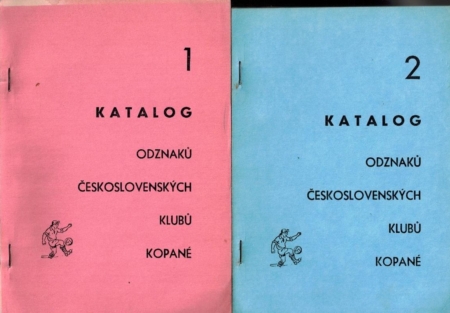 1
KATALOG
ODZNAKŮ
ČESKOSLOVENSKÝCH
KLUBŮ
KOPANÉ
2
KATALOG
ODZNAKŮ
ČESKOSLOVENSKÝCH
KLUBŮ
KOPANÉ